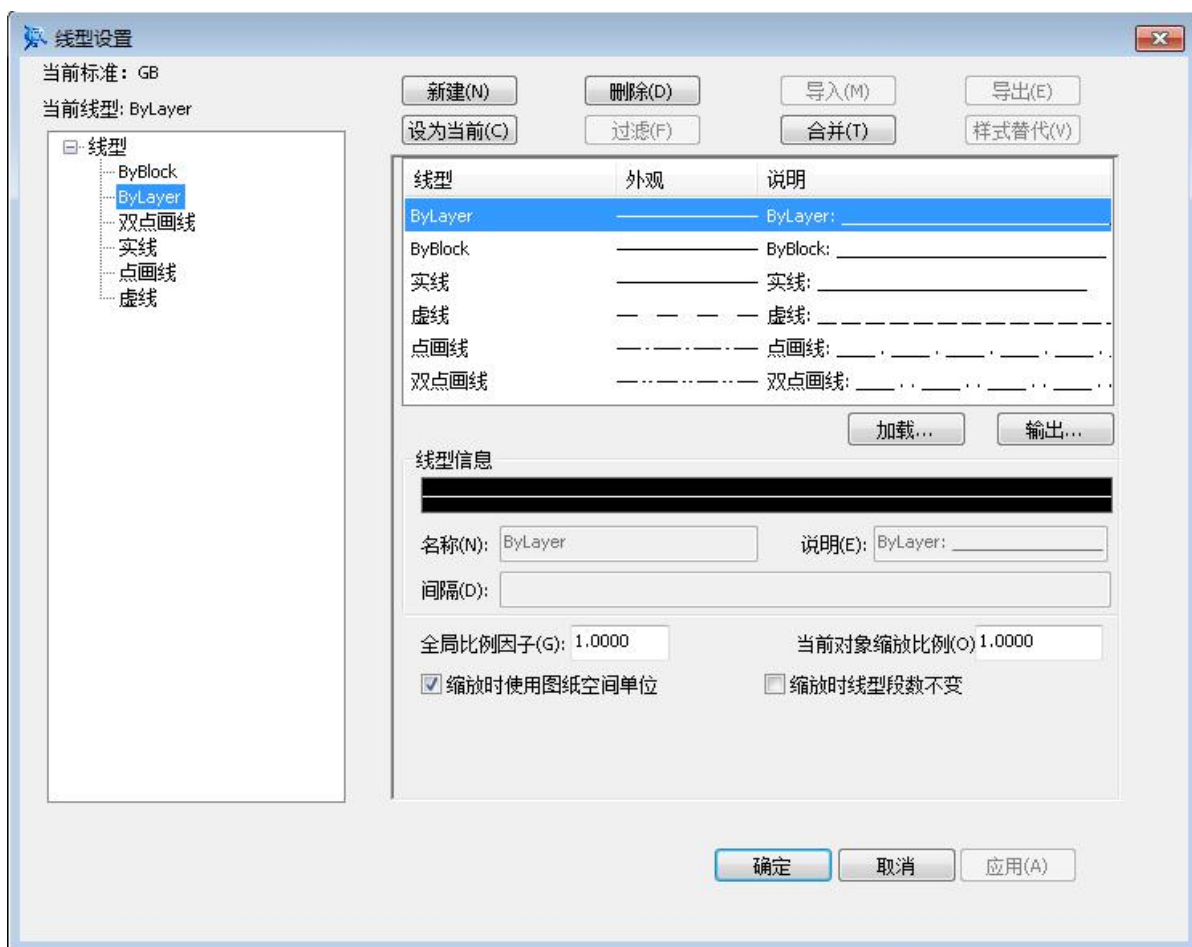 线型设置
当前标准: GB
当前线型: ByLayer
新建(N) 删除(D) 导入(M) 导出(E)
设为当前(C) 过滤(F) 合并(T) 样式替代(V)
线型
ByBlock
ByLayer
双点画线
实线
点画线
虚线
线型 外观 说明
ByLayer ByLayer:
ByBlock ByBlock:
实线 实线:
虚线 虚线:
点画线 点画线:
双点画线 双点画线:
加载... 输出...
线型信息
名称(N): ByLayer 说明(E): ByLayer:
间隔(D):
全局比例因子(G): 1.0000 当前对象缩放比例(O) 1.0000
缩放时使用图纸空间单位 缩放时线型段数不变
确定 取消 应用(A)